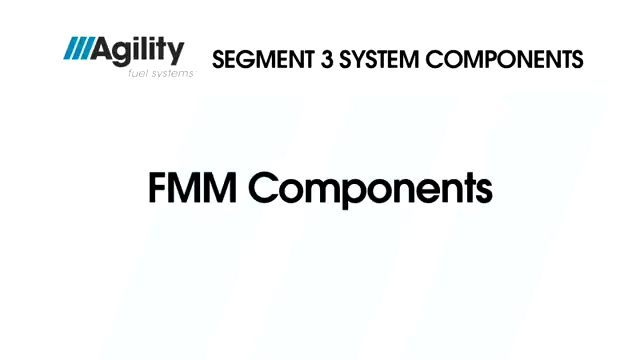 Agility
fuel systems
SEGMENT 3 SYSTEM COMPONENTS
FMM Components